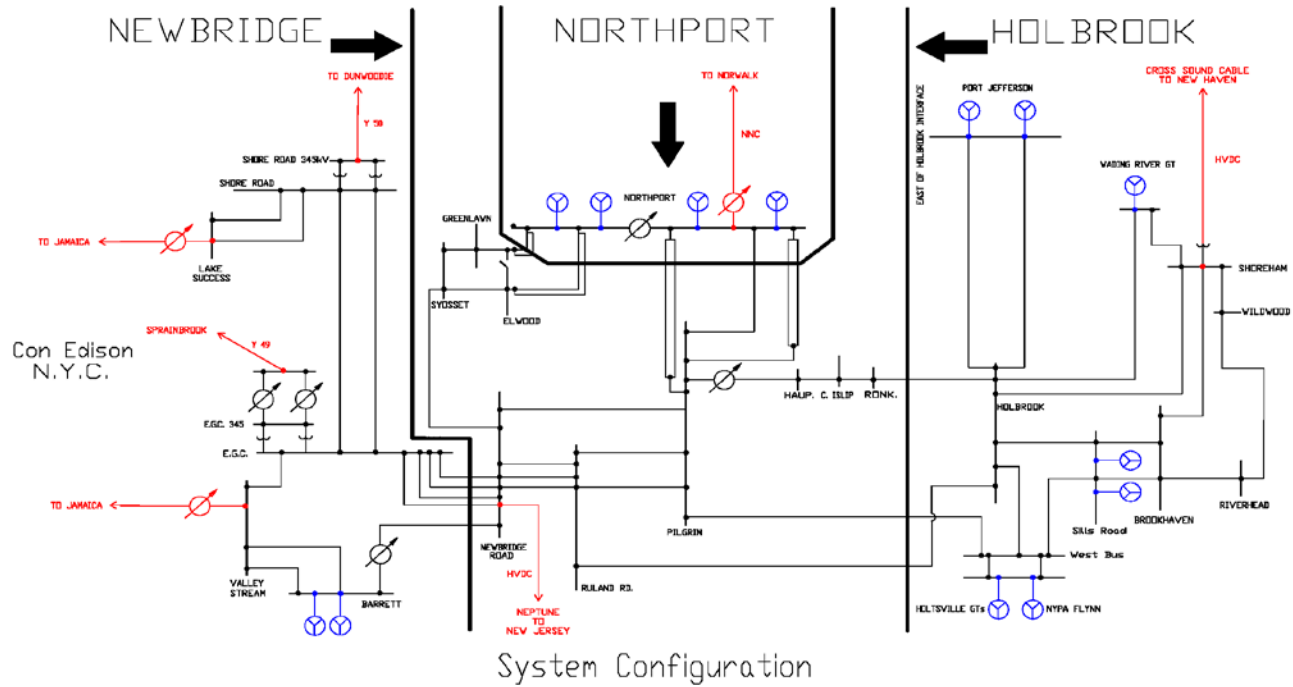 NEWBRIDGE
NORTHPORT
HOLBROOK
TO DUNWOODIE
Y 50
SHORE ROAD 345kV
SHORE ROAD
TO JAMAICA
LAKE
SUCCESS
SPRAINBROOK
Y 49
Con Edison
N.Y.C.
E.G.C. 345
E.G.C.
TO JAMAICA
VALLEY
STREAM
BARRETT
TO NORWALK
NNC
NORTHPORT
GREENLAWN
SYOSSET
ELWOOD
HAUP.
C. ISLIP
RONK.
NEWBRIDGE
ROAD
HVDC
NEPTUNE
TO
NEW JERSEY
RULAND RD.
PILGRIM
EAST OF HOLBROOK INTERFACE
PORT JEFFERSON
CROSS SOUND CABLE
TO NEW HAVEN
HVDC
WADING RIVER GT
SHOREHAM
WILDWOOD
HOLBROOK
RIVERHEAD
BROOKHAVEN
Sills Road
West Bus
HOLTSVILLE GTs
NYPA FLYNN
System Configuration